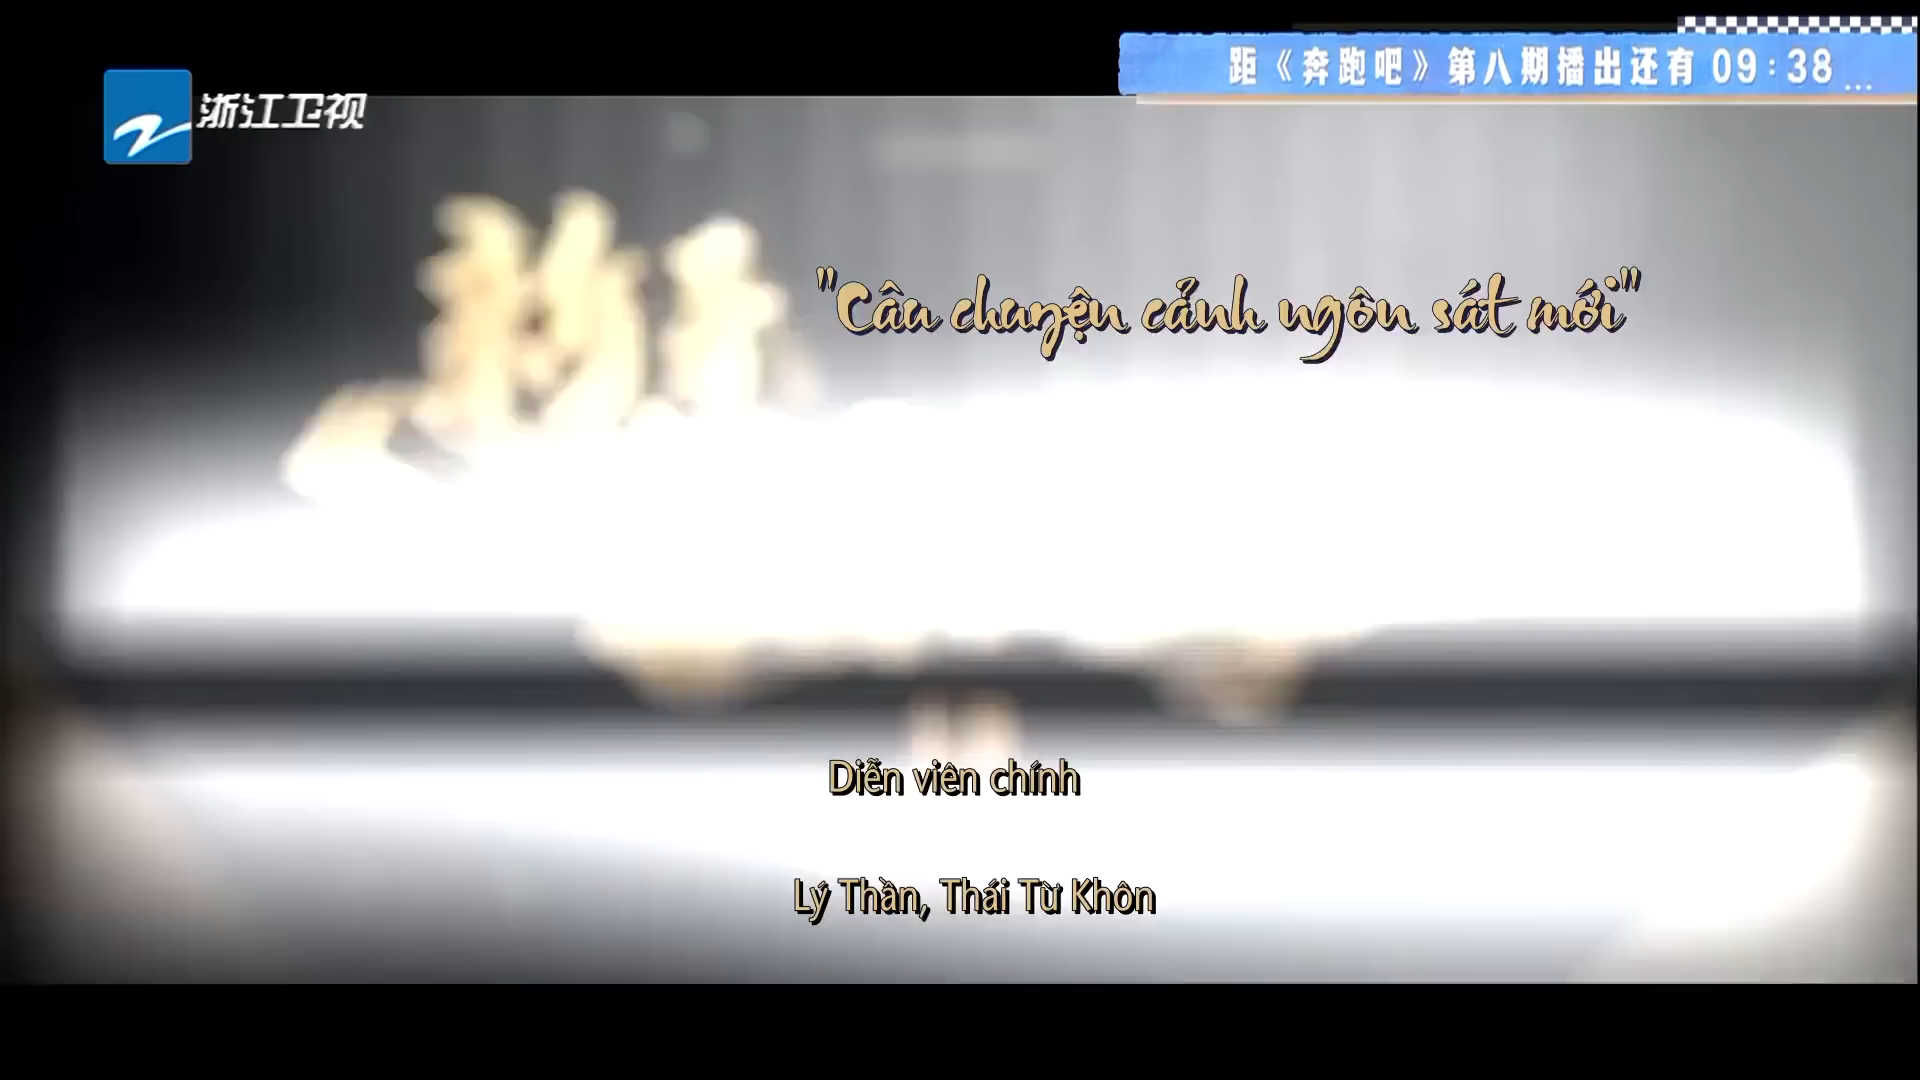 距《奔跑吧》第八期播出还有 09:38
浙江卫视
"Câu chuyện cảnh ngôn sát mới"
Diễn viên chính
Lý Thần, Thái Từ Khôn